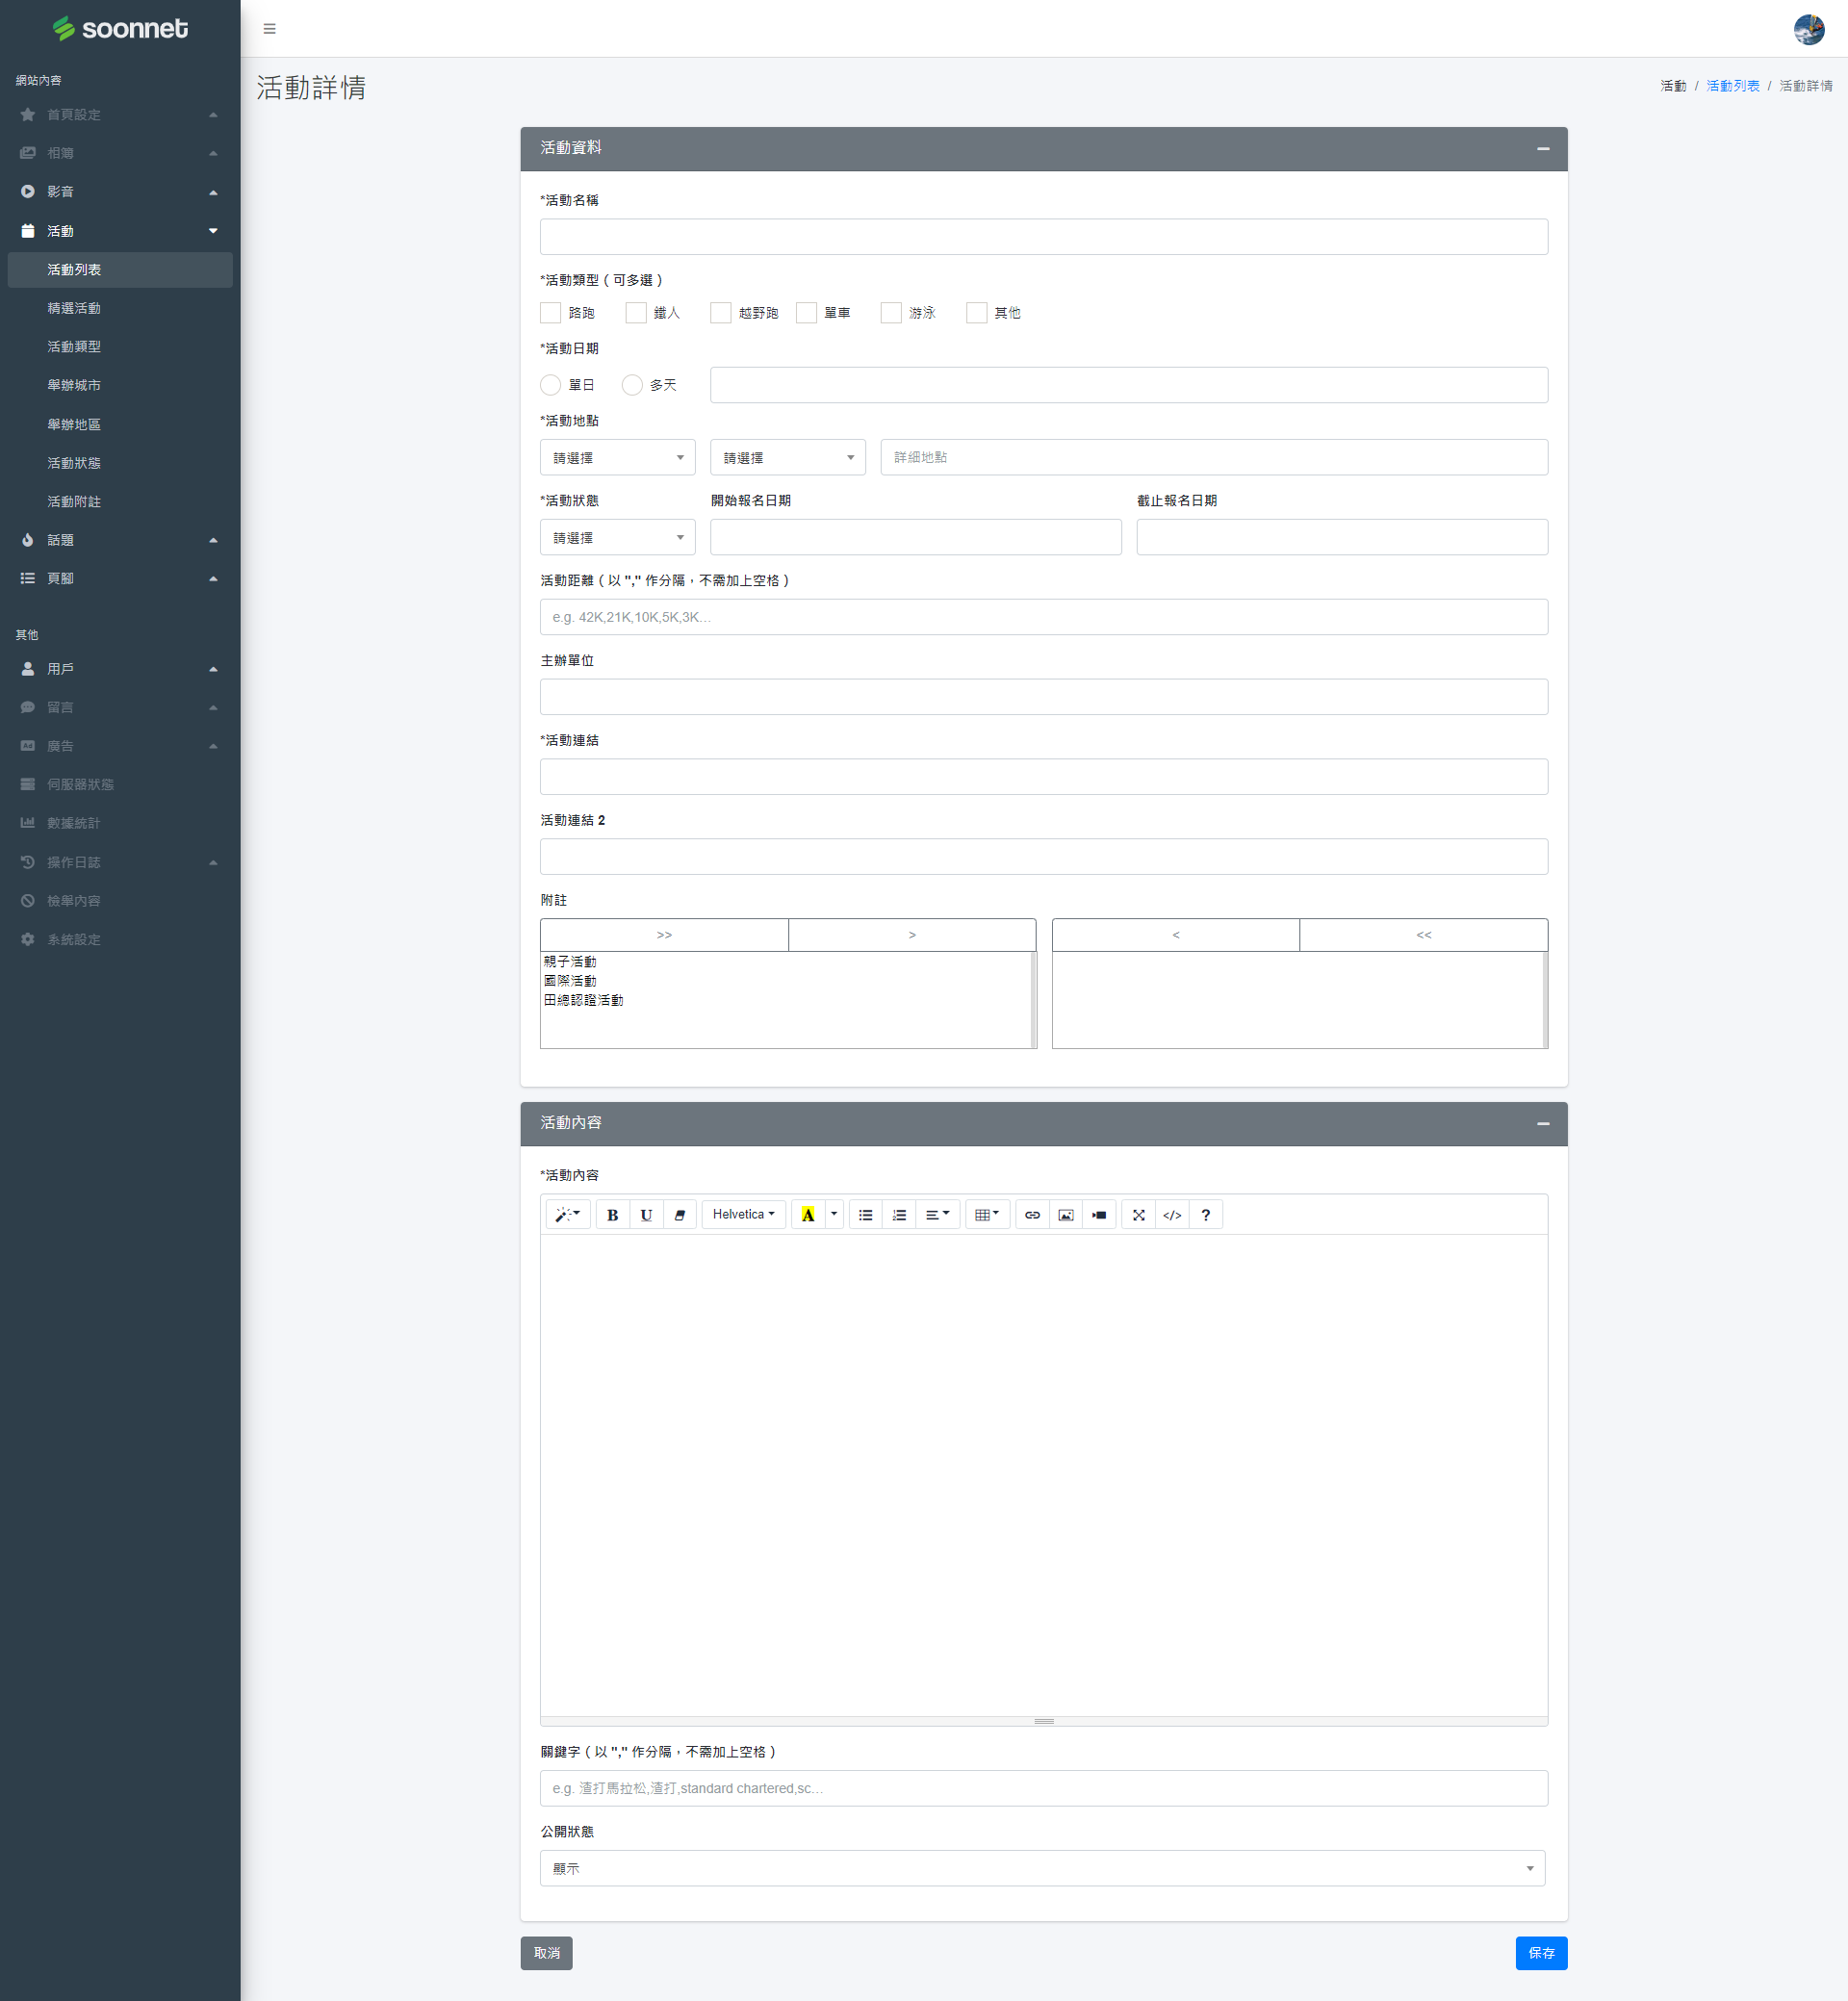 soonnet
網站內容
首頁設定
相簿
影音
活動
活動列表
精選活動
活動類型
舉辦城市
舉辦地區
活動狀態
活動附註
話題
頁腳
其他
用戶
留言
廣告
伺服器狀態
數據統計
操作日誌
檢舉內容
系統設定
活動詳情
活動 / 活動列表 / 活動詳情
活動資料
*活動名稱
*活動類型 ( 可多選 )
路跑 鐵人 越野跑 單車 游泳 其他
*活動日期
單日 多天
*活動地點
請選擇 請選擇 詳細地點
*活動狀態 開始報名日期 截止報名日期
請選擇
活動距離 ( 以 "," 作分隔，不需加上空格 )
e.g. 42K,21K,10K,5K,3K...
主辦單位
*活動連結
活動連結 2
附註
>> > < <<
親子活動
國際活動
田總認證活動
活動內容
*活動內容
B U Helvetica A </> ?
關鍵字 ( 以 "," 作分隔，不需加上空格 )
e.g. 渣打馬拉松,渣打,standard chartered,sc...
公開狀態
顯示
取消 保存